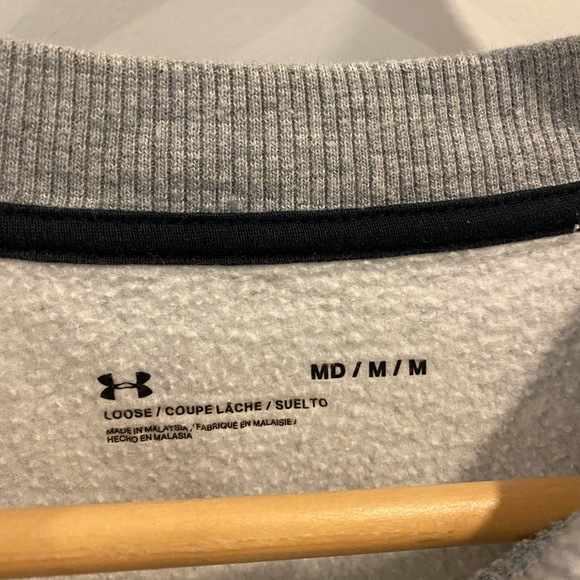 MD / M / M
LOOSE / COUPE LÂCHE / SUELTO
MADE IN MALAYSIA / FABRIQUÉ EN MALAISIE /
HECHO EN MALASIA